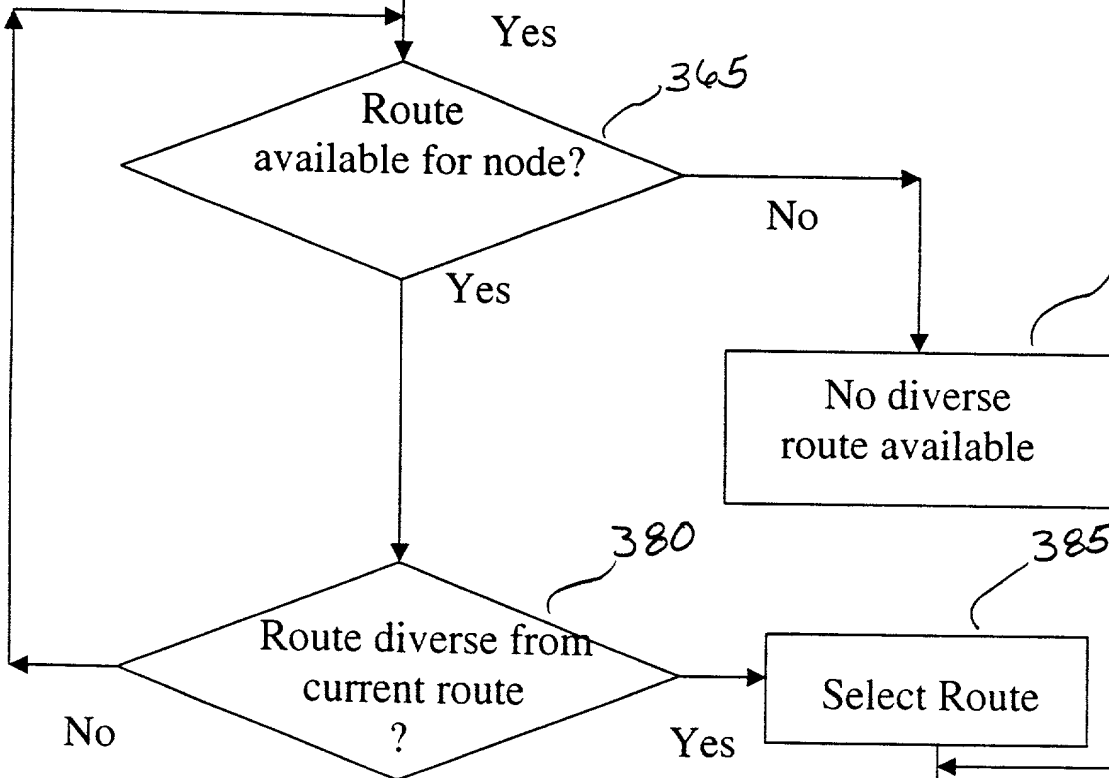 Yes
365
Route
available for node?
No
Yes
No diverse
route available
380
385
Route diverse from
current route
?
Select Route
No
Yes